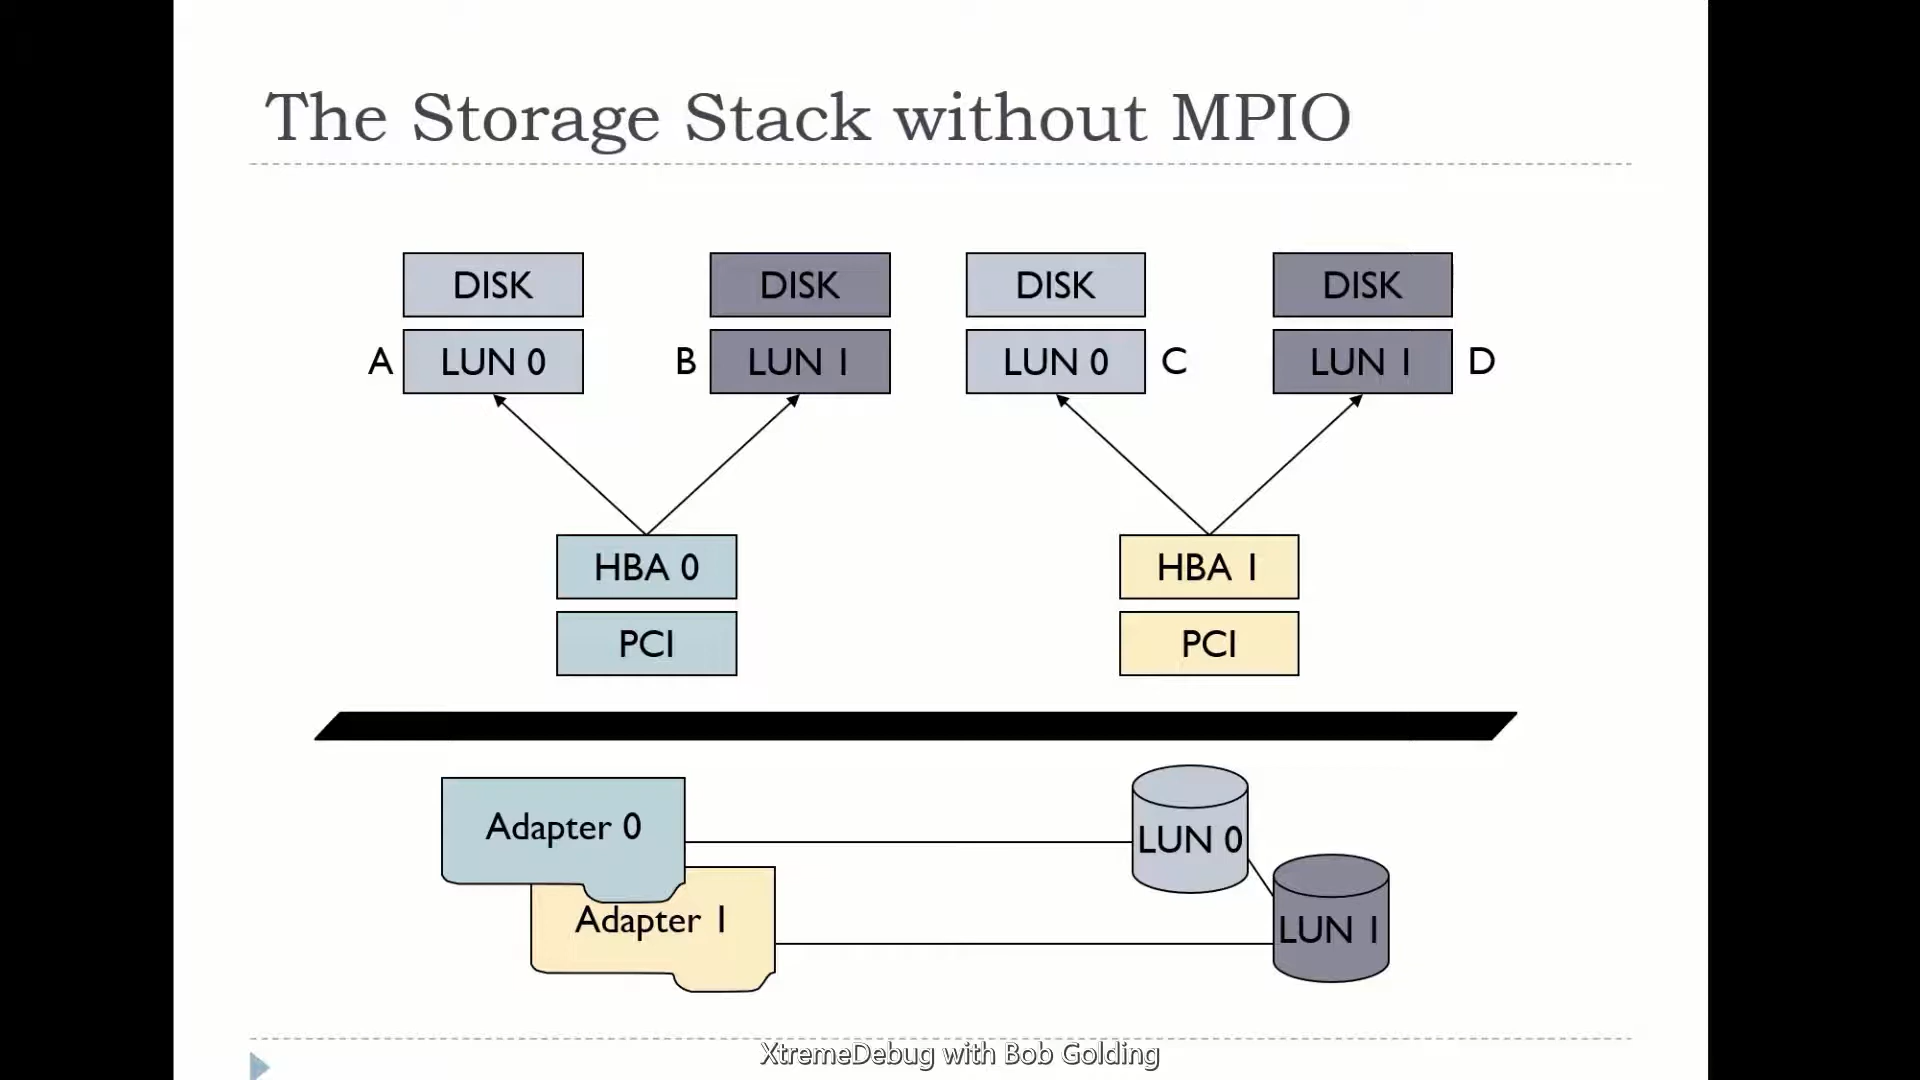 The Storage Stack without MPIO
DISK DISK DISK DISK
A LUN 0 B LUN 1 LUN 0 C LUN 1 D
HBA 0 HBA 1
PCI PCI
Adapter 0 LUN 0
Adapter 1 LUN 1
XtremeDebug with Bob Golding